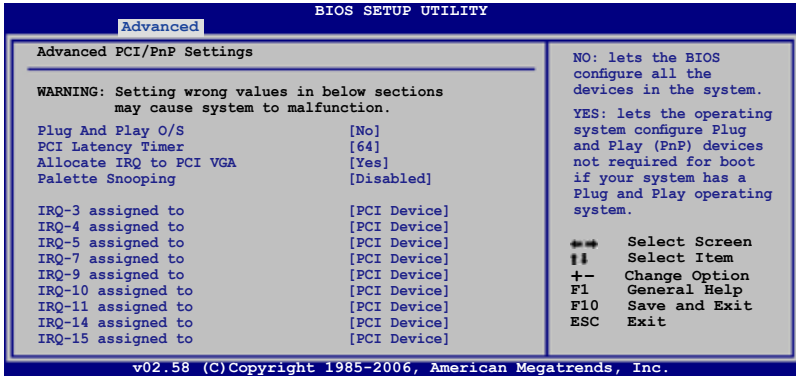 BIOS SETUP UTILITY
Advanced
Advanced PCI/PnP Settings
WARNING: Setting wrong values in below sections
may cause system to malfunction.
Plug And Play O/S [No]
PCI Latency Timer [64]
Allocate IRQ to PCI VGA [Yes]
Palette Snooping [Disabled]
IRQ-3 assigned to [PCI Device]
IRQ-4 assigned to [PCI Device]
IRQ-5 assigned to [PCI Device]
IRQ-7 assigned to [PCI Device]
IRQ-9 assigned to [PCI Device]
IRQ-10 assigned to [PCI Device]
IRQ-11 assigned to [PCI Device]
IRQ-14 assigned to [PCI Device]
IRQ-15 assigned to [PCI Device]
NO: lets the BIOS
configure all the
devices in the system.
YES: lets the operating
system configure Plug
and Play (PnP) devices
not required for boot
if your system has a
Plug and Play operating
system.
←→ Select Screen
↑↓ Select Item
+- Change Option
F1 General Help
F10 Save and Exit
ESC Exit
v02.58 (C)Copyright 1985-2006, American Megatrends, Inc.